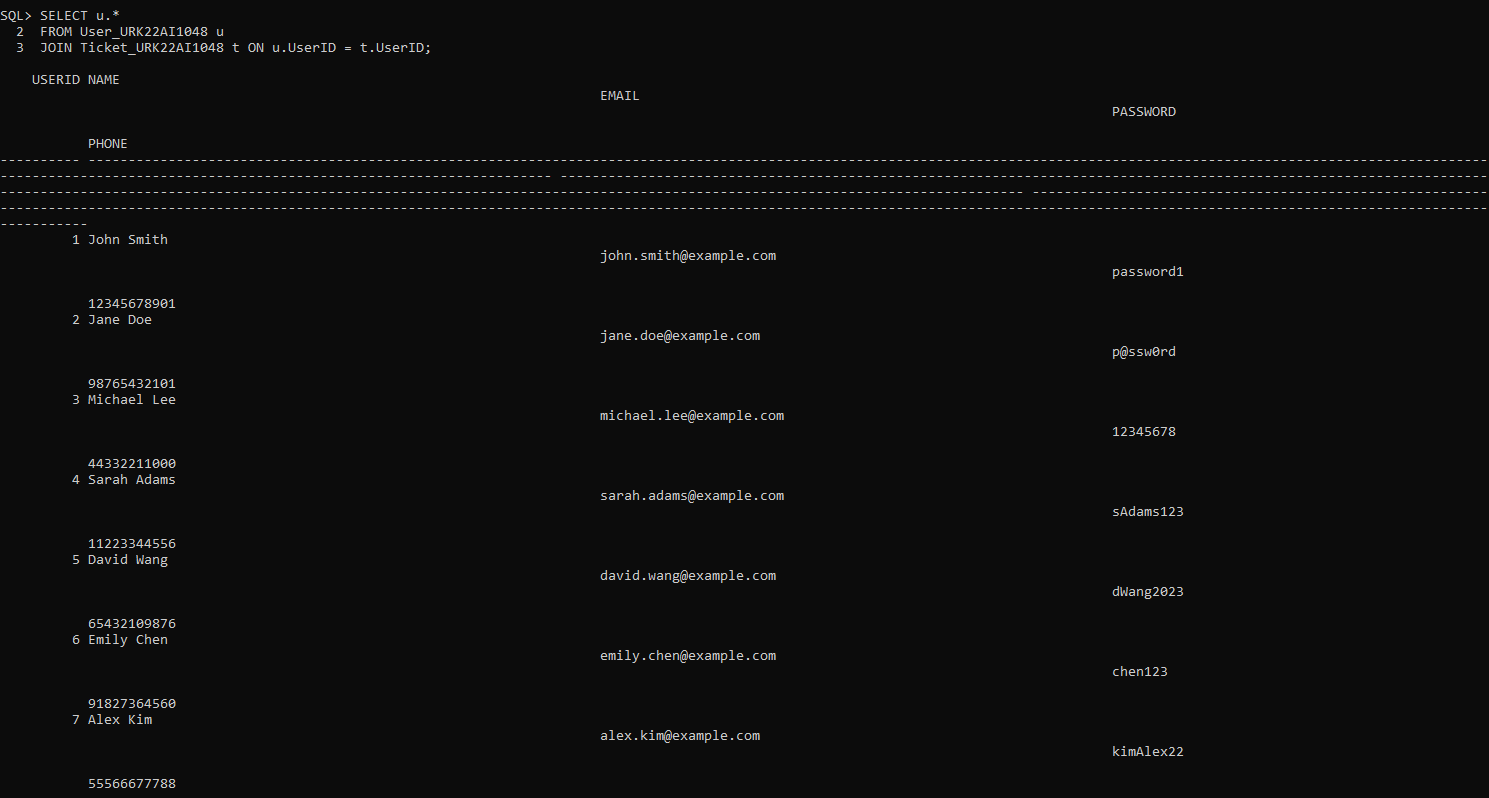 SQL> SELECT u.*
  2  FROM User_URK22AI1048 u
  3  JOIN Ticket_URK22AI1048 t ON u.UserID = t.UserID;
USERID NAME
EMAIL
PASSWORD
PHONE
1 John Smith
john.smith@example.com
password1
12345678901
2 Jane Doe
jane.doe@example.com
p@ssw0rd
98765432101
3 Michael Lee
michael.lee@example.com
12345678
44332211000
4 Sarah Adams
sarah.adams@example.com
sAdams123
11223344556
5 David Wang
david.wang@example.com
dWang2023
65432109876
6 Emily Chen
emily.chen@example.com
chen123
91827364560
7 Alex Kim
alex.kim@example.com
kimAlex22
55566677788